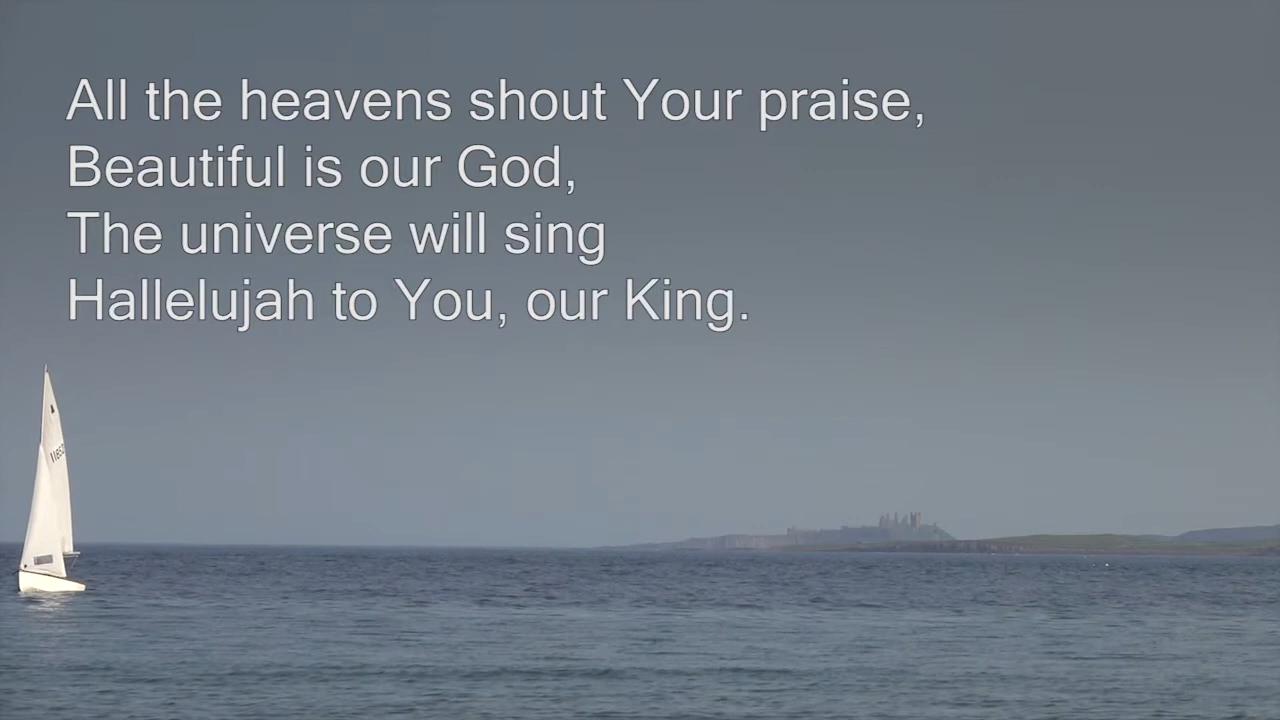 All the heavens shout Your praise,
Beautiful is our God,
The universe will sing
Hallelujah to You, our King.